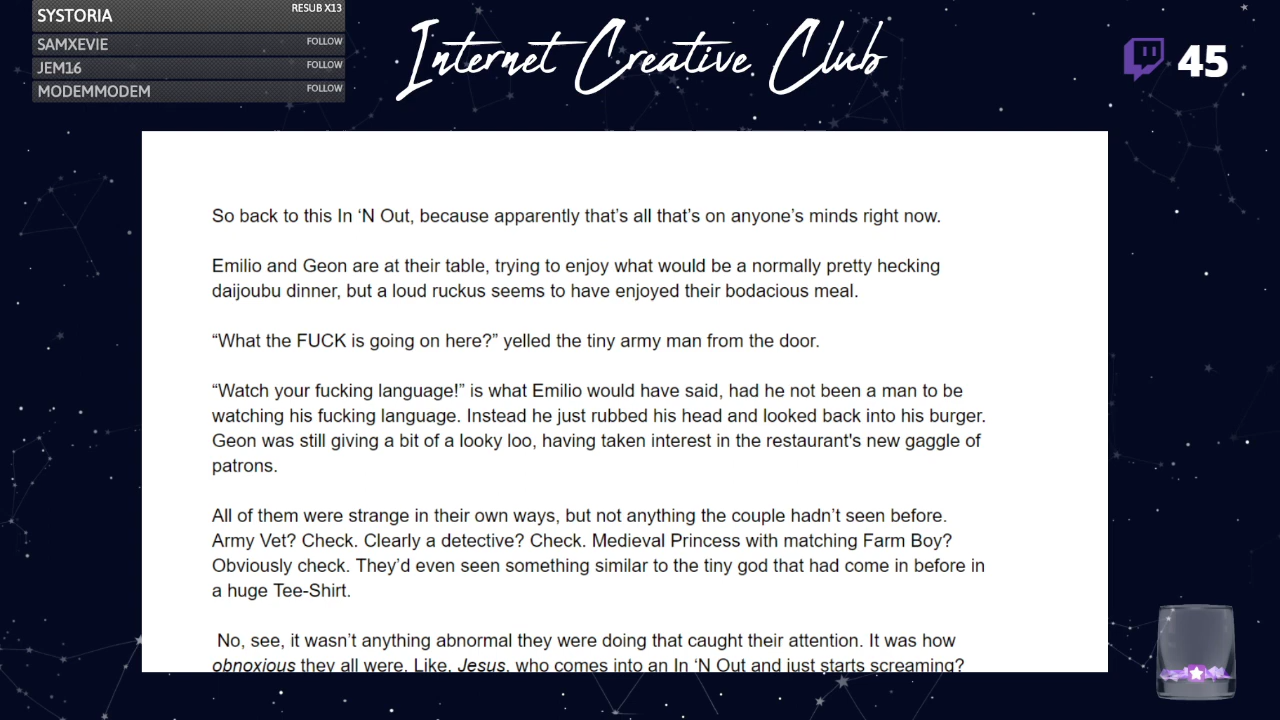 SYSTORIA RESUB X13
SAMXEVIE FOLLOW
JEM16 FOLLOW
MODEMMODEM FOLLOW
Internet Creative Club
45
So back to this In ‘N Out, because apparently that’s all that’s on anyone’s minds right now.
Emilio and Geon are at their table, trying to enjoy what would be a normally pretty hecking
daijoubu dinner, but a loud ruckus seems to have enjoyed their bodacious meal.
“What the FUCK is going on here?” yelled the tiny army man from the door.
“Watch your fucking language!” is what Emilio would have said, had he not been a man to be
watching his fucking language. Instead he just rubbed his head and looked back into his burger.
Geon was still giving a bit of a looky loo, having taken interest in the restaurant's new gaggle of
patrons.
All of them were strange in their own ways, but not anything the couple hadn’t seen before.
Army Vet? Check. Clearly a detective? Check. Medieval Princess with matching Farm Boy?
Obviously check. They’d even seen something similar to the tiny god that had come in before in
a huge Tee-Shirt.
No, see, it wasn’t anything abnormal they were doing that caught their attention. It was how
obnoxious they all were. Like, Jesus, who comes into an In ‘N Out and just starts screaming?